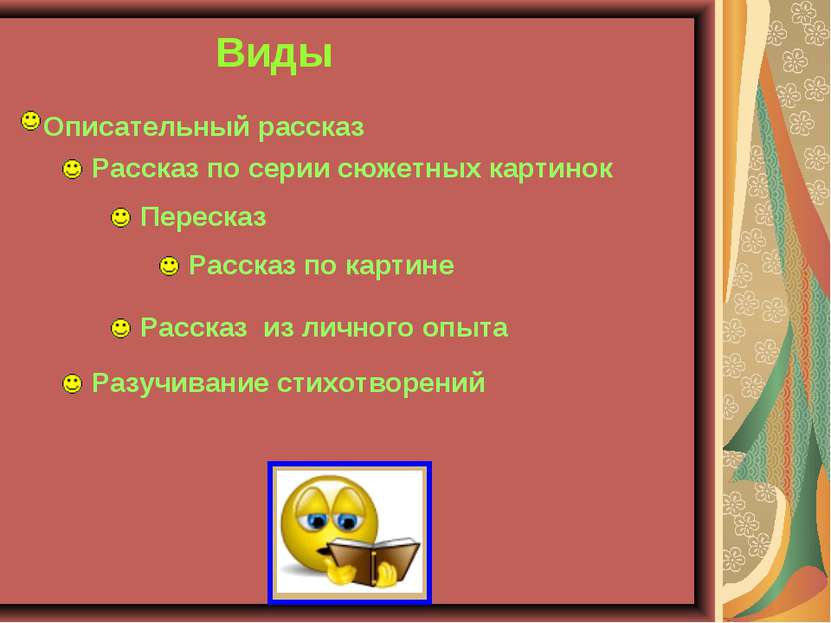 Виды
Описательный рассказ
Рассказ по серии сюжетных картинок
Пересказ
Рассказ по картине
Рассказ из личного опыта
Разучивание стихотворений